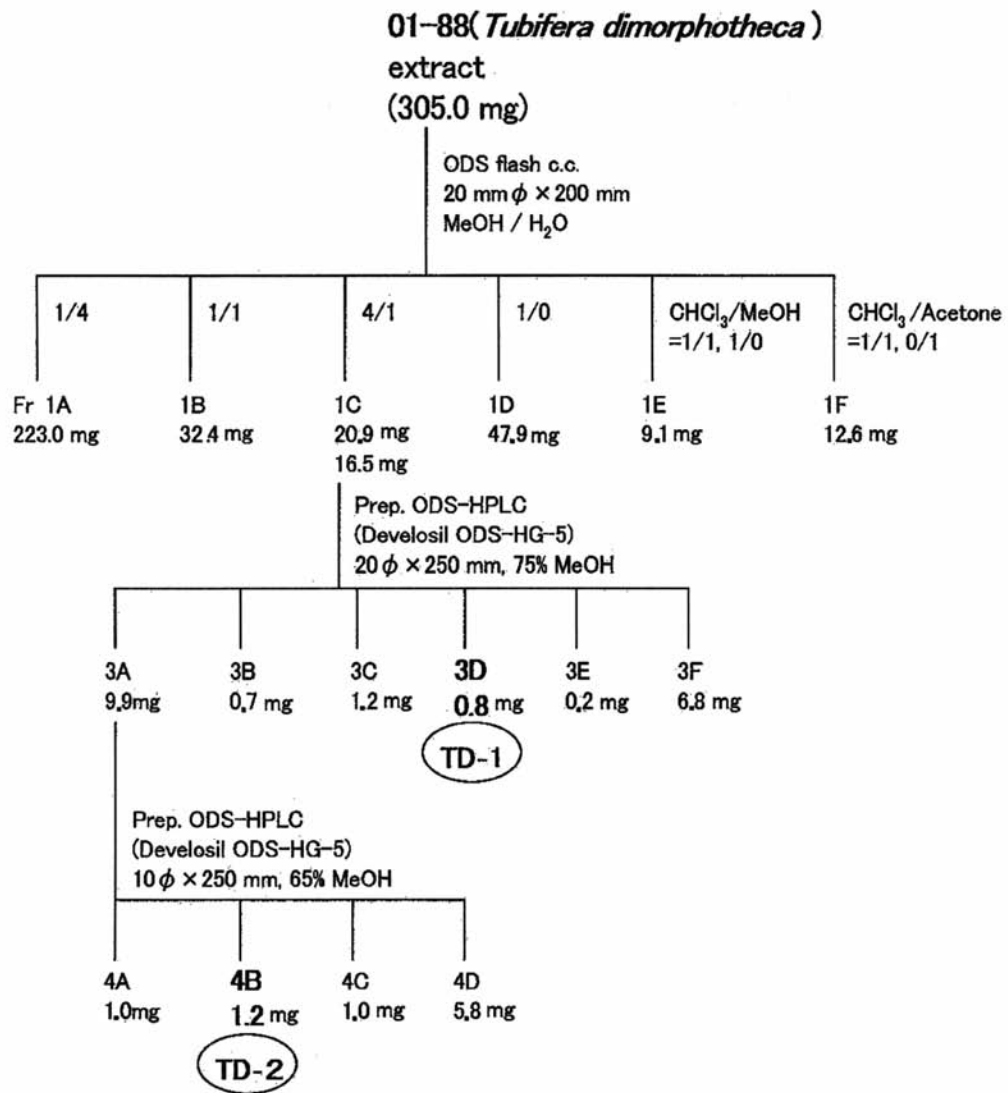 01-88(Tubifera dimorphotheca)
extract
(305.0 mg)
ODS flash c.c.
20 mmφ × 200 mm
MeOH / H₂O
1/4
1/1
4/1
1/0
CHCl₃/MeOH
=1/1, 1/0
CHCl₃/Acetone
=1/1, 0/1
Fr 1A
223.0 mg
1B
32.4 mg
1C
20.9 mg
16.5 mg
1D
47.9 mg
1E
9.1 mg
1F
12.6 mg
Prep. ODS-HPLC
(Develosil ODS-HG-5)
20φ × 250 mm, 75% MeOH
3A
9.9mg
3B
0.7 mg
3C
1.2 mg
3D
0.8 mg
TD-1
3E
0.2 mg
3F
6.8 mg
Prep. ODS-HPLC
(Develosil ODS-HG-5)
10φ × 250 mm, 65% MeOH
4A
1.0mg
4B
1.2 mg
TD-2
4C
1.0 mg
4D
5.8 mg